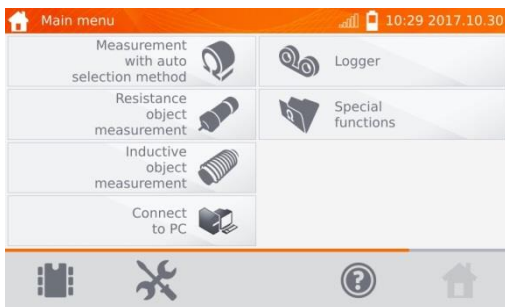 Main menu
10:29 2017.10.30
Measurement
with auto
selection method
Logger
Resistance
object
measurement
Special
functions
Inductive
object
measurement
Connect
to PC